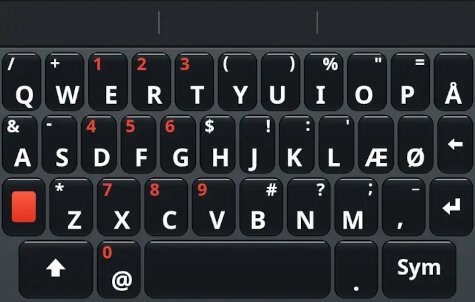 / + 1 2 3 ( ) % " =
Q W E R T Y U I O P Å
& - 4 5 6 $ ! : '
A S D F G H J K L Æ Ø ←
* 7 8 9 # ? ; _
Z X C V B N M ,
0
@ . Sym